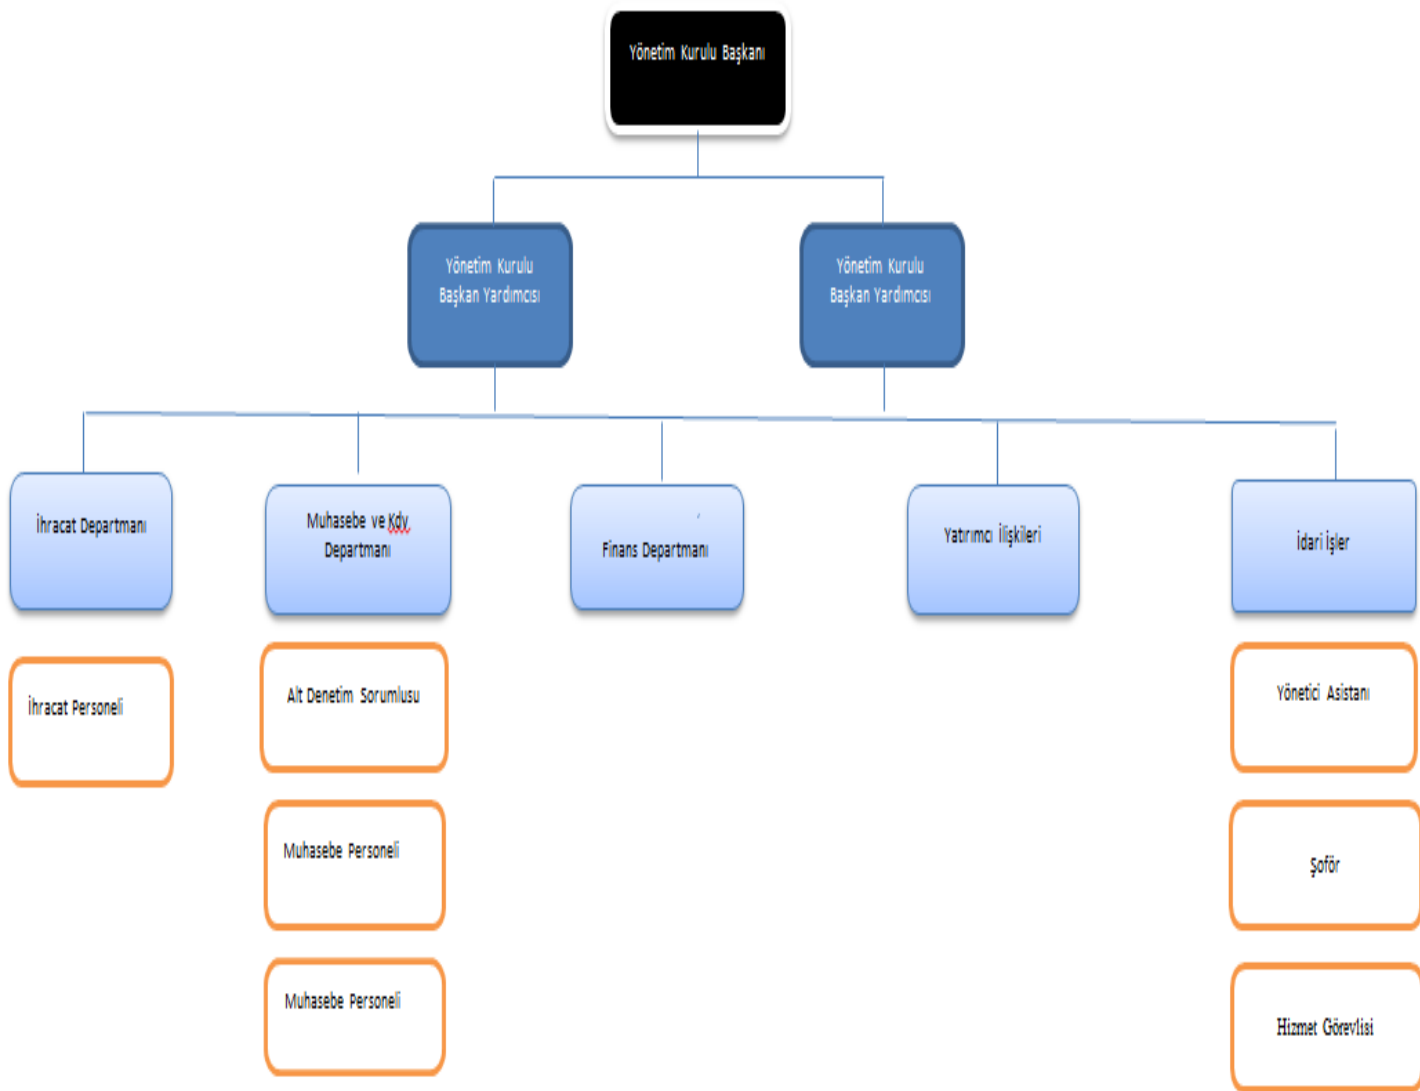 Yönetim Kurulu Başkanı
Yönetim Kurulu
Başkan Yardımcısı
Yönetim Kurulu
Başkan Yardımcısı
İhracat Departmanı
Muhasebe ve Kdv
Departmanı
Finans Departmanı
Yatırımcı İlişkileri
İdari İşler
İhracat Personeli
Alt Denetim Sorumlusu
Yönetici Asistanı
Muhasebe Personeli
Şoför
Muhasebe Personeli
Hizmet Görevlisi